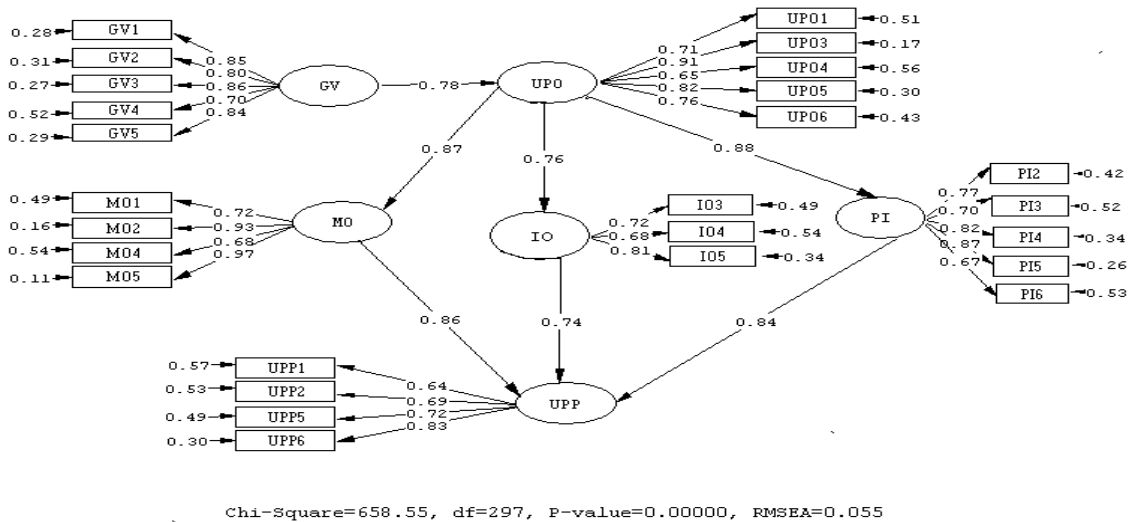 0.28 GV1
0.31 GV2
0.27 GV3
0.52 GV4
0.29 GV5
0.85
0.80
0.86
0.70
0.84
GV
0.78
UPO
0.71
0.91
0.65
0.82
0.76
UPO1 0.51
UPO3 0.17
UPO4 0.56
UPO5 0.30
UPO6 0.43
0.87
0.76
0.88
0.49 MO1
0.16 MO2
0.54 MO4
0.11 MO5
0.72
0.93
0.68
0.97
MO
IO
0.72
0.68
0.81
IO3 0.49
IO4 0.54
IO5 0.34
PI
0.77
0.70
0.82
0.87
0.67
PI2 0.42
PI3 0.52
PI4 0.34
PI5 0.26
PI6 0.53
0.86
0.74
0.84
0.57 UPP1
0.53 UPP2
0.49 UPP5
0.30 UPP6
0.64
0.69
0.72
0.83
UPP
Chi-Square=658.55, df=297, P-value=0.00000, RMSEA=0.055